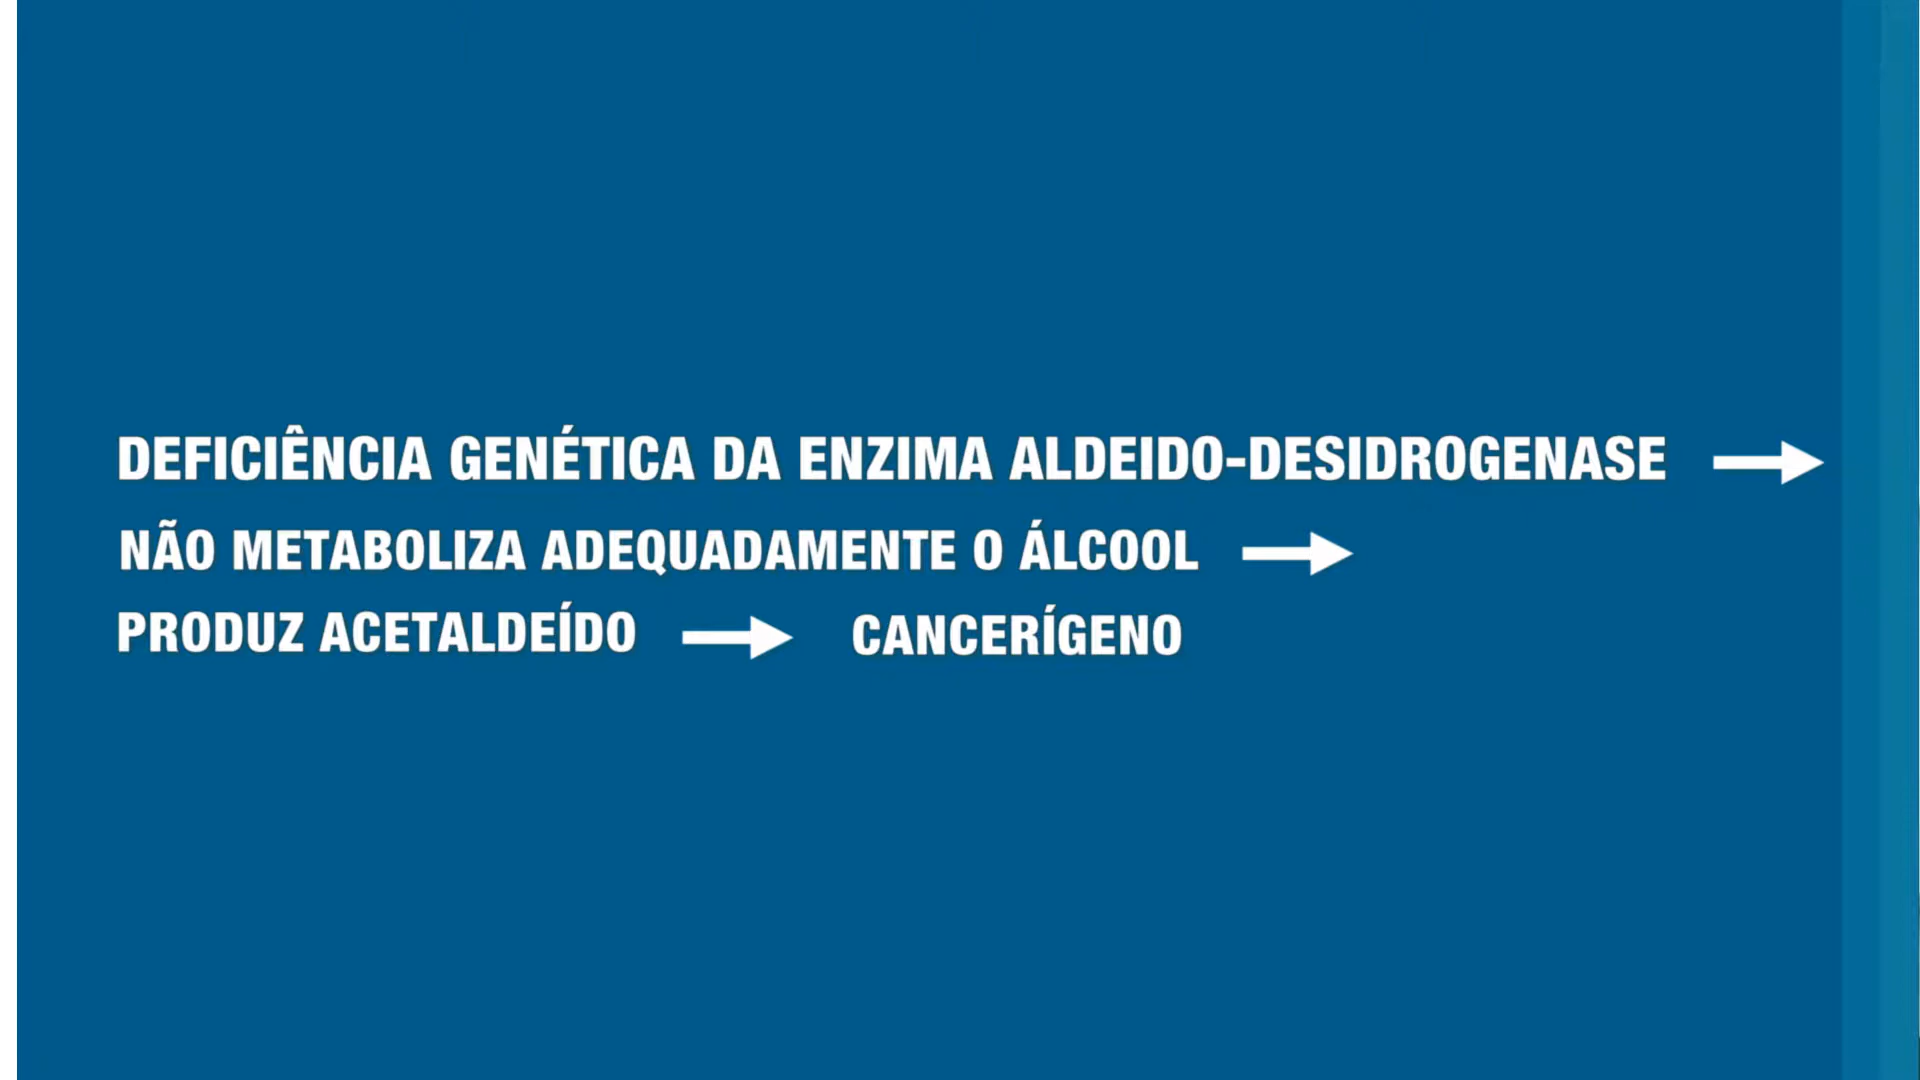 DEFICIÊNCIA GENÉTICA DA ENZIMA ALDEIDO-DESIDROGENASE →
NÃO METABOLIZA ADEQUADAMENTE O ÁLCOOL →
PRODUZ ACETALDEÍDO → CANCERÍGENO